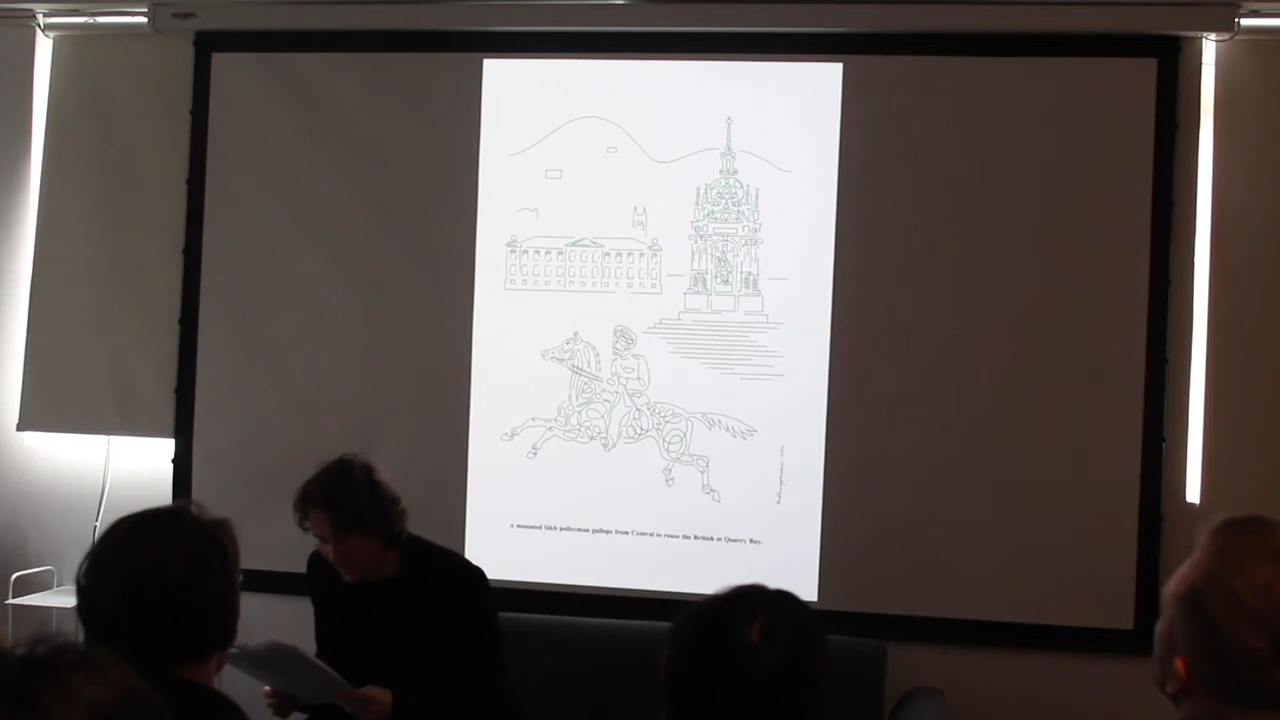 A mounted Sikh policeman gallops from Central to rouse the British at Quarry Bay.